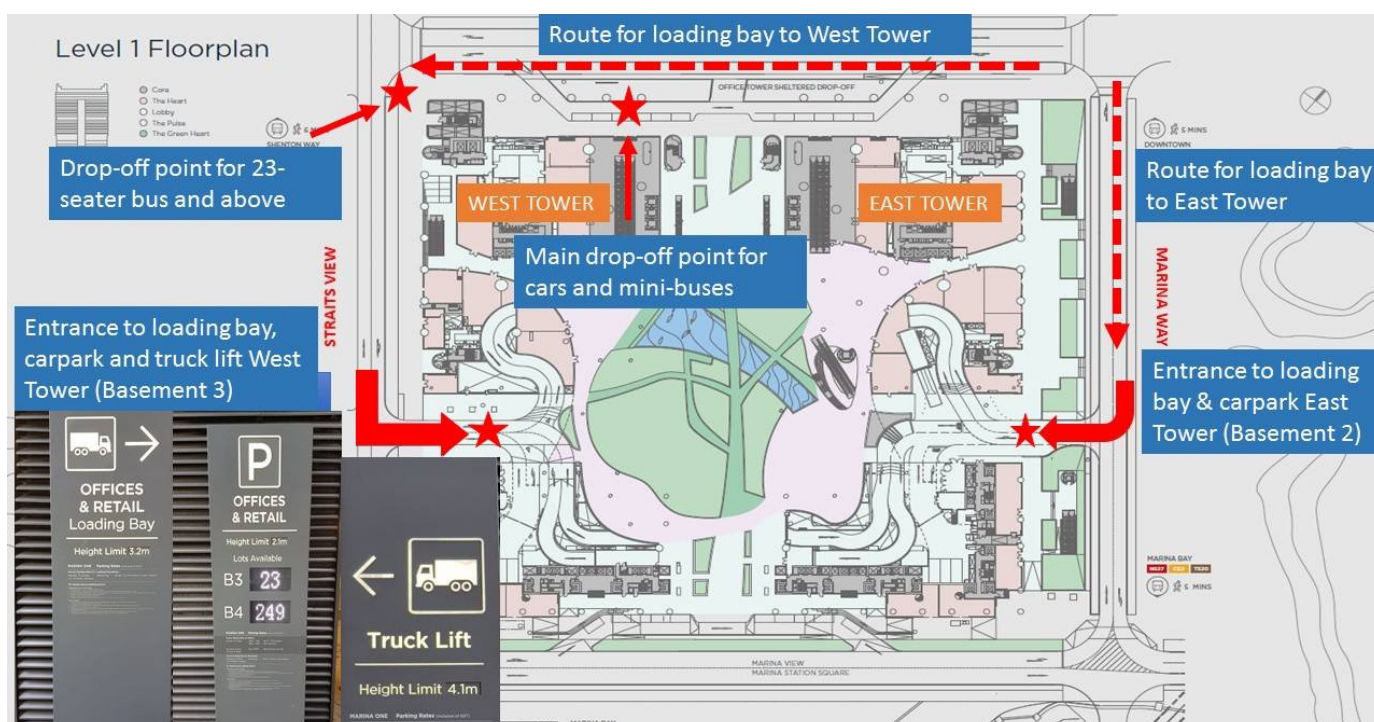 Level 1 Floorplan
Core
The Heart
Lobby
The Pulse
The Green Heart
SHENTON WAY
Route for loading bay to West Tower
OFFICE TOWER SHELTERED DROP-OFF
5 MINS
DOWNTOWN
Drop-off point for 23-
seater bus and above
WEST TOWER
EAST TOWER
Route for loading bay
to East Tower
Main drop-off point for
cars and mini-buses
STRAITS VIEW
MARINA WAY
Entrance to loading bay,
carpark and truck lift West
Tower (Basement 3)
Entrance to loading
bay & carpark East
Tower (Basement 2)
OFFICES
& RETAIL
Loading Bay
Height Limit 3.2m
P
OFFICES
& RETAIL
Height Limit 2.1m
Lots Available
B3 23
B4 249
Truck Lift
Height Limit 4.1m
MARINA ONE Parking Rates
MARINA BAY
5 MINS
MARINA VIEW
MARINA STATION SQUARE